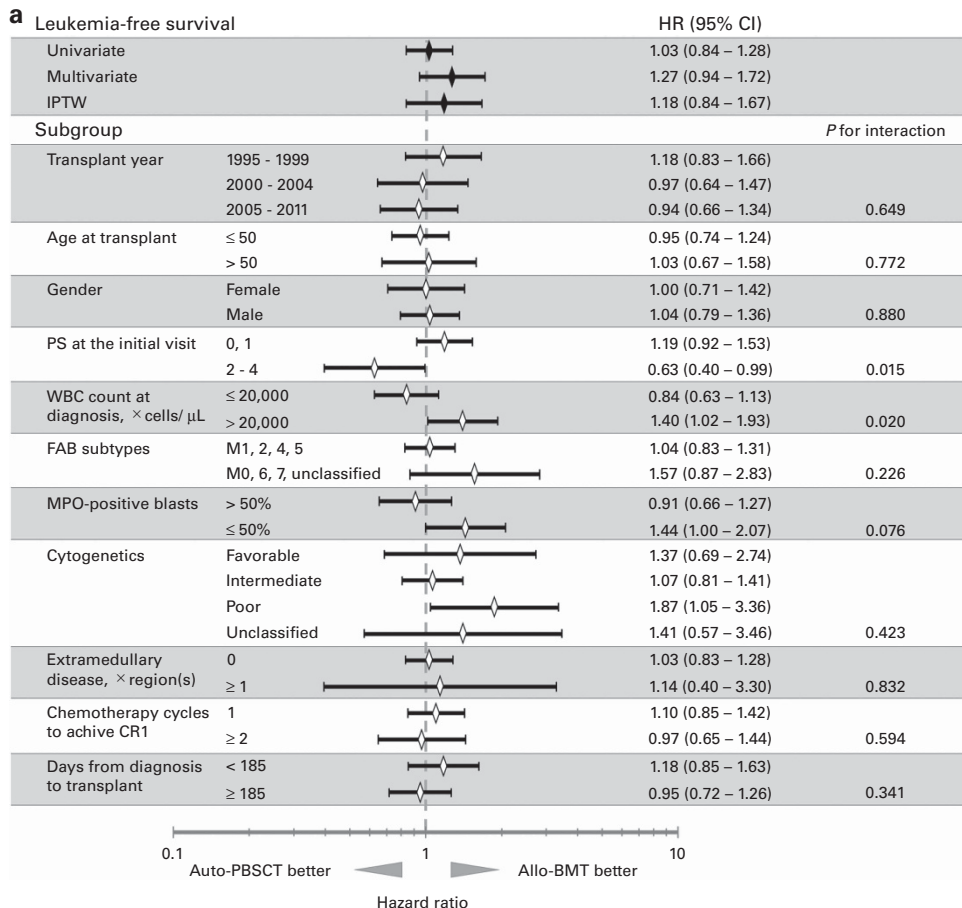 a
Leukemia-free survival HR (95% CI)
Univariate 1.03 (0.84 – 1.28)
Multivariate 1.27 (0.94 – 1.72)
IPTW 1.18 (0.84 – 1.67)
Subgroup P for interaction
Transplant year 1995 - 1999 1.18 (0.83 – 1.66)
2000 - 2004 0.97 (0.64 – 1.47)
2005 - 2011 0.94 (0.66 – 1.34) 0.649
Age at transplant ≤ 50 0.95 (0.74 – 1.24)
> 50 1.03 (0.67 – 1.58) 0.772
Gender Female 1.00 (0.71 – 1.42)
Male 1.04 (0.79 – 1.36) 0.880
PS at the initial visit 0, 1 1.19 (0.92 – 1.53)
2 - 4 0.63 (0.40 – 0.99) 0.015
WBC count at ≤ 20,000 0.84 (0.63 – 1.13)
diagnosis, × cells/ μL > 20,000 1.40 (1.02 – 1.93) 0.020
FAB subtypes M1, 2, 4, 5 1.04 (0.83 – 1.31)
M0, 6, 7, unclassified 1.57 (0.87 – 2.83) 0.226
MPO-positive blasts > 50% 0.91 (0.66 – 1.27)
≤ 50% 1.44 (1.00 – 2.07) 0.076
Cytogenetics Favorable 1.37 (0.69 – 2.74)
Intermediate 1.07 (0.81 – 1.41)
Poor 1.87 (1.05 – 3.36)
Unclassified 1.41 (0.57 – 3.46) 0.423
Extramedullary 0 1.03 (0.83 – 1.28)
disease, × region(s) ≥ 1 1.14 (0.40 – 3.30) 0.832
Chemotherapy cycles 1 1.10 (0.85 – 1.42)
to achive CR1 ≥ 2 0.97 (0.65 – 1.44) 0.594
Days from diagnosis < 185 1.18 (0.85 – 1.63)
to transplant ≥ 185 0.95 (0.72 – 1.26) 0.341
0.1 1 10
Auto-PBSCT better Allo-BMT better
Hazard ratio